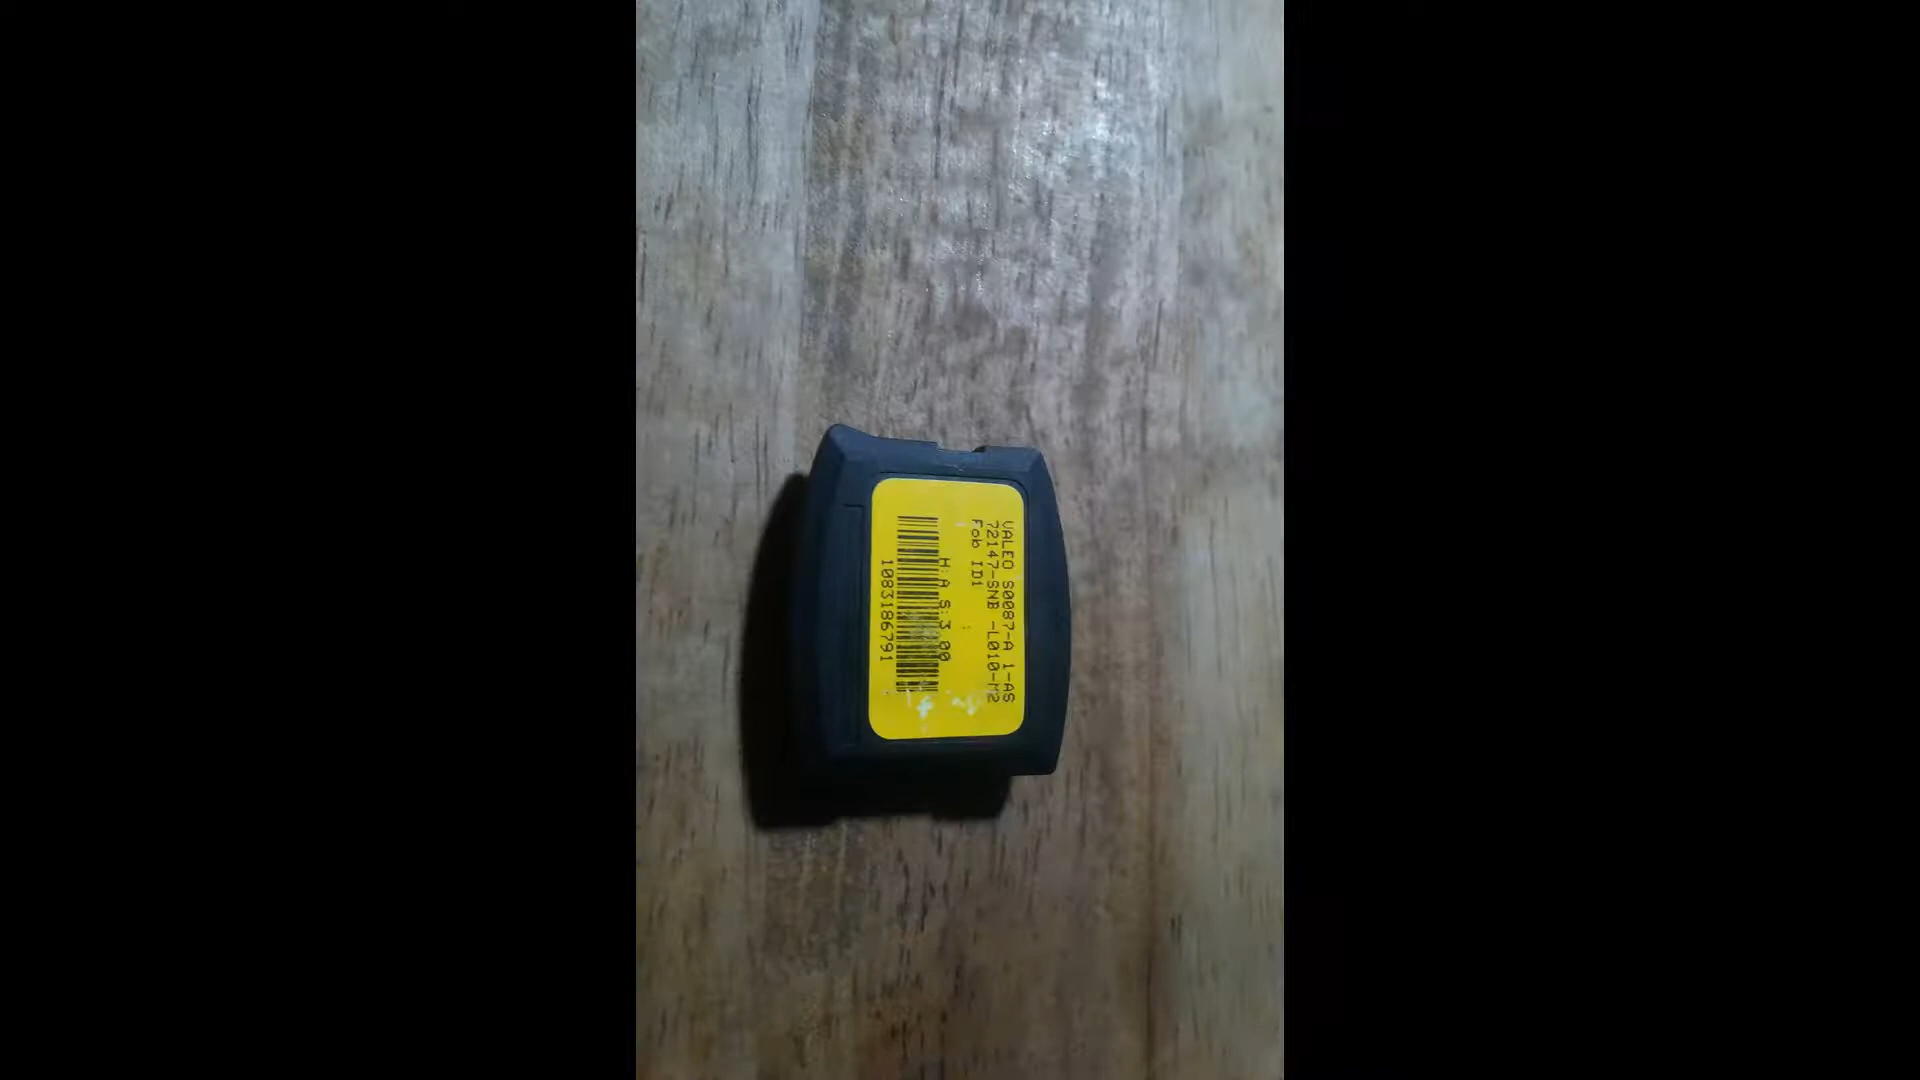 VALEO S0087-A 1-AS
72147-SNB -L010-M2
Fob ID1
H: A S: 3.00
1083186791